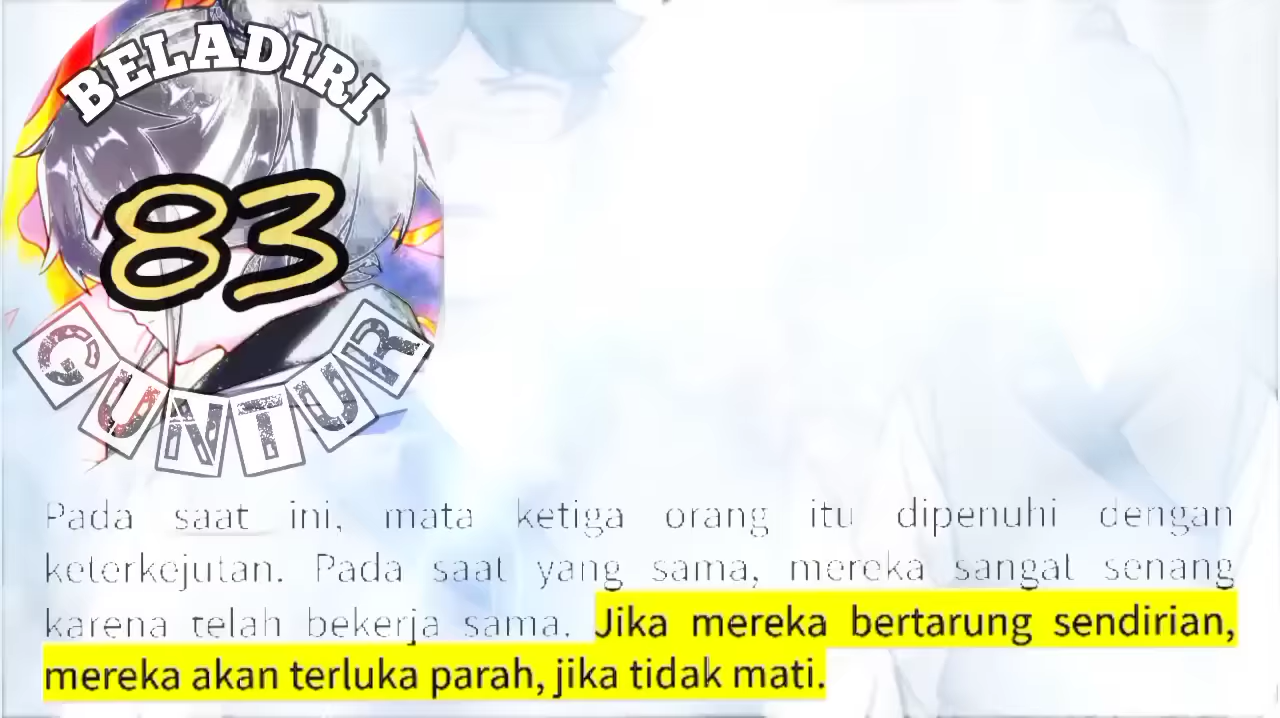 BELADIRI
83
GUNTUR
Pada saat ini, mata ketiga orang itu dipenuhi dengan
keterkejutan. Pada saat yang sama, mereka sangat senang
karena telah bekerja sama. Jika mereka bertarung sendirian,
mereka akan terluka parah, jika tidak mati.